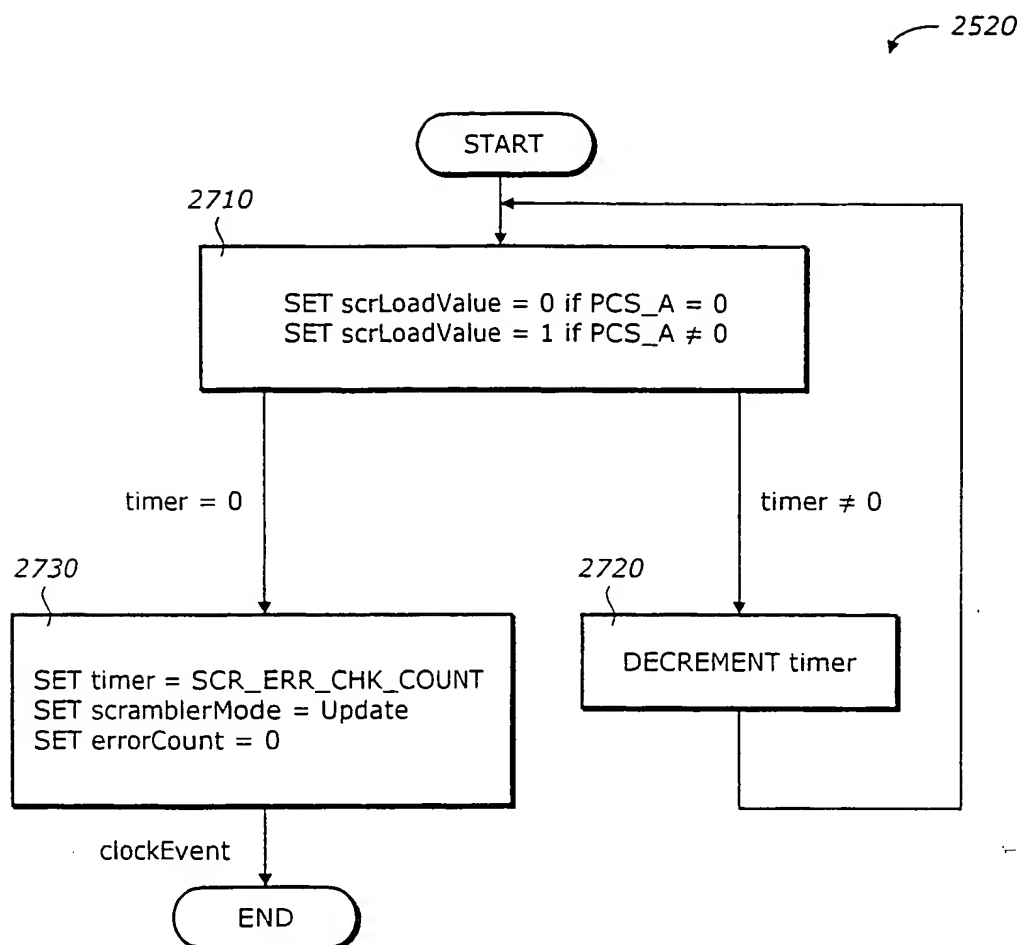 2520
START
2710
SET scrLoadValue = 0 if PCS_A = 0
SET scrLoadValue = 1 if PCS_A ≠ 0
timer = 0
timer ≠ 0
2730
2720
SET timer = SCR_ERR_CHK_COUNT
SET scramblerMode = Update
SET errorCount = 0
DECREMENT timer
clockEvent
END